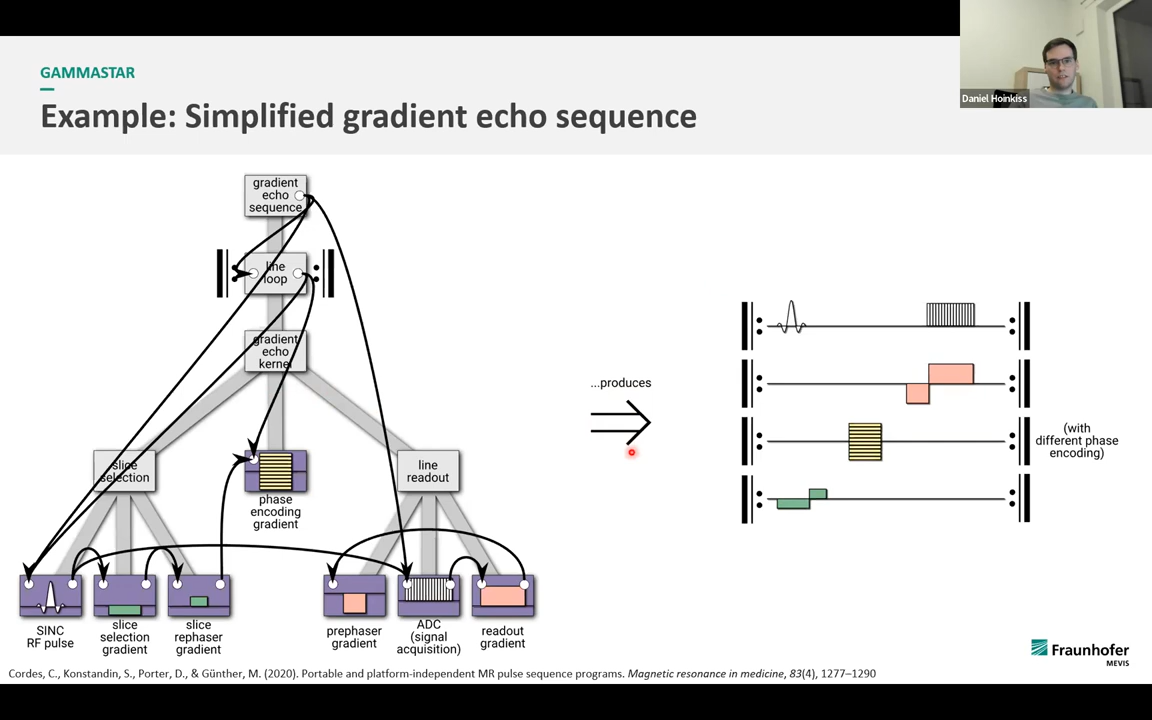 Daniel Hoinkiss
GAMMASTAR
Example: Simplified gradient echo sequence
gradient
echo
sequence
line
loop
gradient
echo
kernel
slice
selection
line
readout
phase
encoding
gradient
SINC
RF pulse
slice
selection
gradient
slice
rephaser
gradient
prephaser
gradient
ADC
(signal
acquisition)
readout
gradient
...produces
(with
different phase
encoding)
Fraunhofer
MEVIS
Cordes, C., Konstandin, S., Porter, D., & Günther, M. (2020). Portable and platform-independent MR pulse sequence programs. Magnetic resonance in medicine, 83(4), 1277–1290